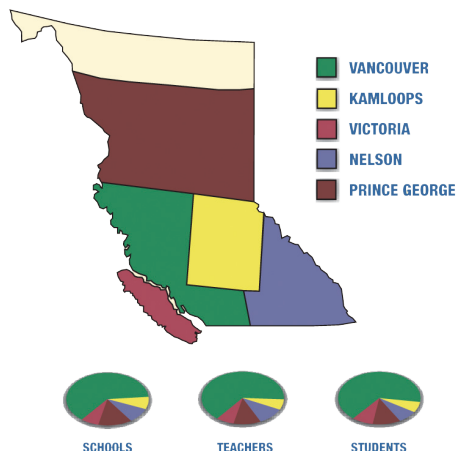 VANCOUVER
KAMLOOPS
VICTORIA
NELSON
PRINCE GEORGE
SCHOOLS
TEACHERS
STUDENTS